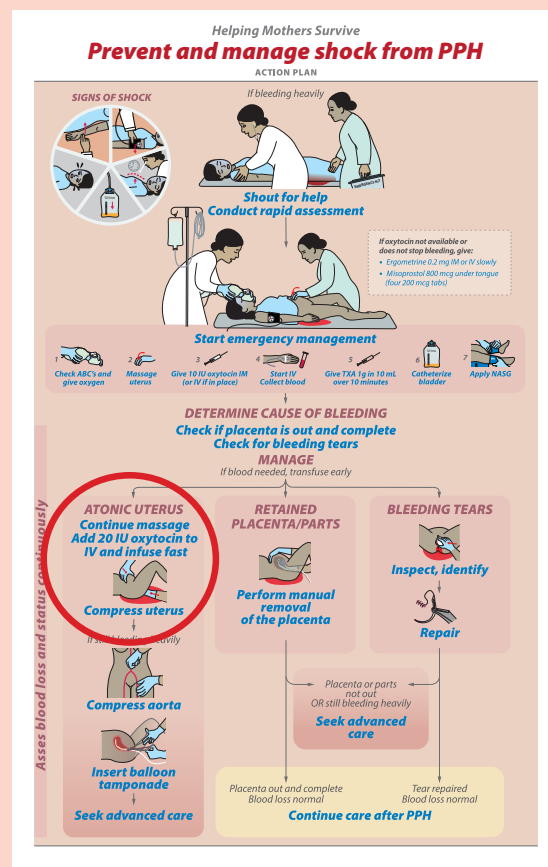 Helping Mothers Survive
Prevent and manage shock from PPH
ACTION PLAN
SIGNS OF SHOCK
If bleeding heavily
Shout for help
Conduct rapid assessment
If oxytocin not available or
does not stop bleeding, give:
• Ergometrine 0.2 mg IM or IV slowly
• Misoprostol 800 mcg under tongue
(four 200 mcg tabs)
Start emergency management
1
Check ABC's and
give oxygen
2
Massage
uterus
3
Give 10 IU oxytocin IM
(or IV if in place)
4
Start IV
Collect blood
5
Give TXA 1g in 10 mL
over 10 minutes
6
Catheterize
bladder
7
Apply NASG
DETERMINE CAUSE OF BLEEDING
Check if placenta is out and complete
Check for bleeding tears
MANAGE
If blood needed, transfuse early
Asses blood loss and status continuously
ATONIC UTERUS
Continue massage
Add 20 IU oxytocin to
IV and infuse fast
Compress uterus
If still bleeding heavily
Compress aorta
Insert balloon
tamponade
Seek advanced care
RETAINED
PLACENTA/PARTS
Perform manual
removal
of the placenta
BLEEDING TEARS
Inspect, identify
Repair
Placenta or parts
not out
OR still bleeding heavily
Seek advanced
care
Placenta out and complete
Blood loss normal
Tear repaired
Blood loss normal
Continue care after PPH